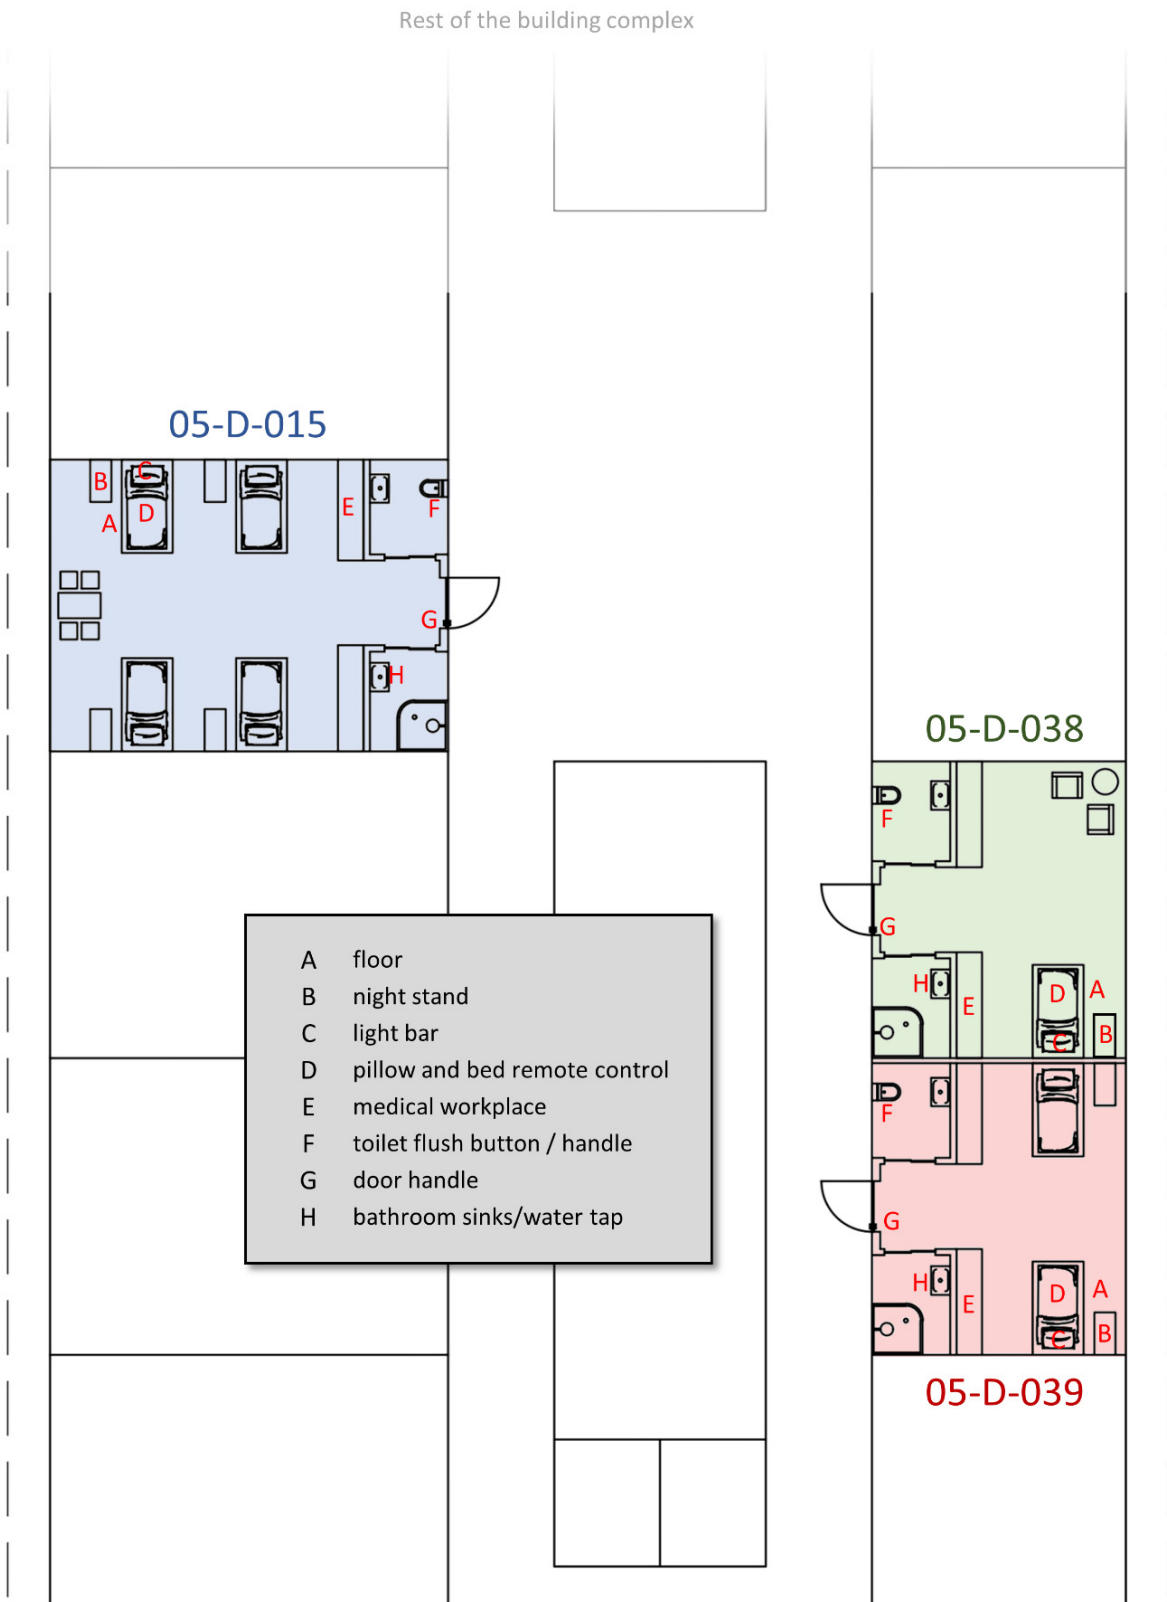 Rest of the building complex
05-D-015
B
C
A
D
E
F
G
H
05-D-038
F
G
H
E
D
A
B
C
F
G
H
E
D
A
B
C
05-D-039
A floor
B night stand
C light bar
D pillow and bed remote control
E medical workplace
F toilet flush button / handle
G door handle
H bathroom sinks/water tap